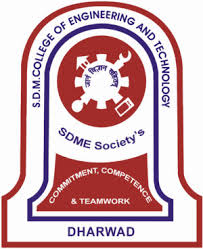 S.D.M. COLLEGE OF ENGINEERING AND TECHNOLOGY
SDME Society's
COMMITMENT, COMPETENCE
& TEAMWORK
DHARWAD